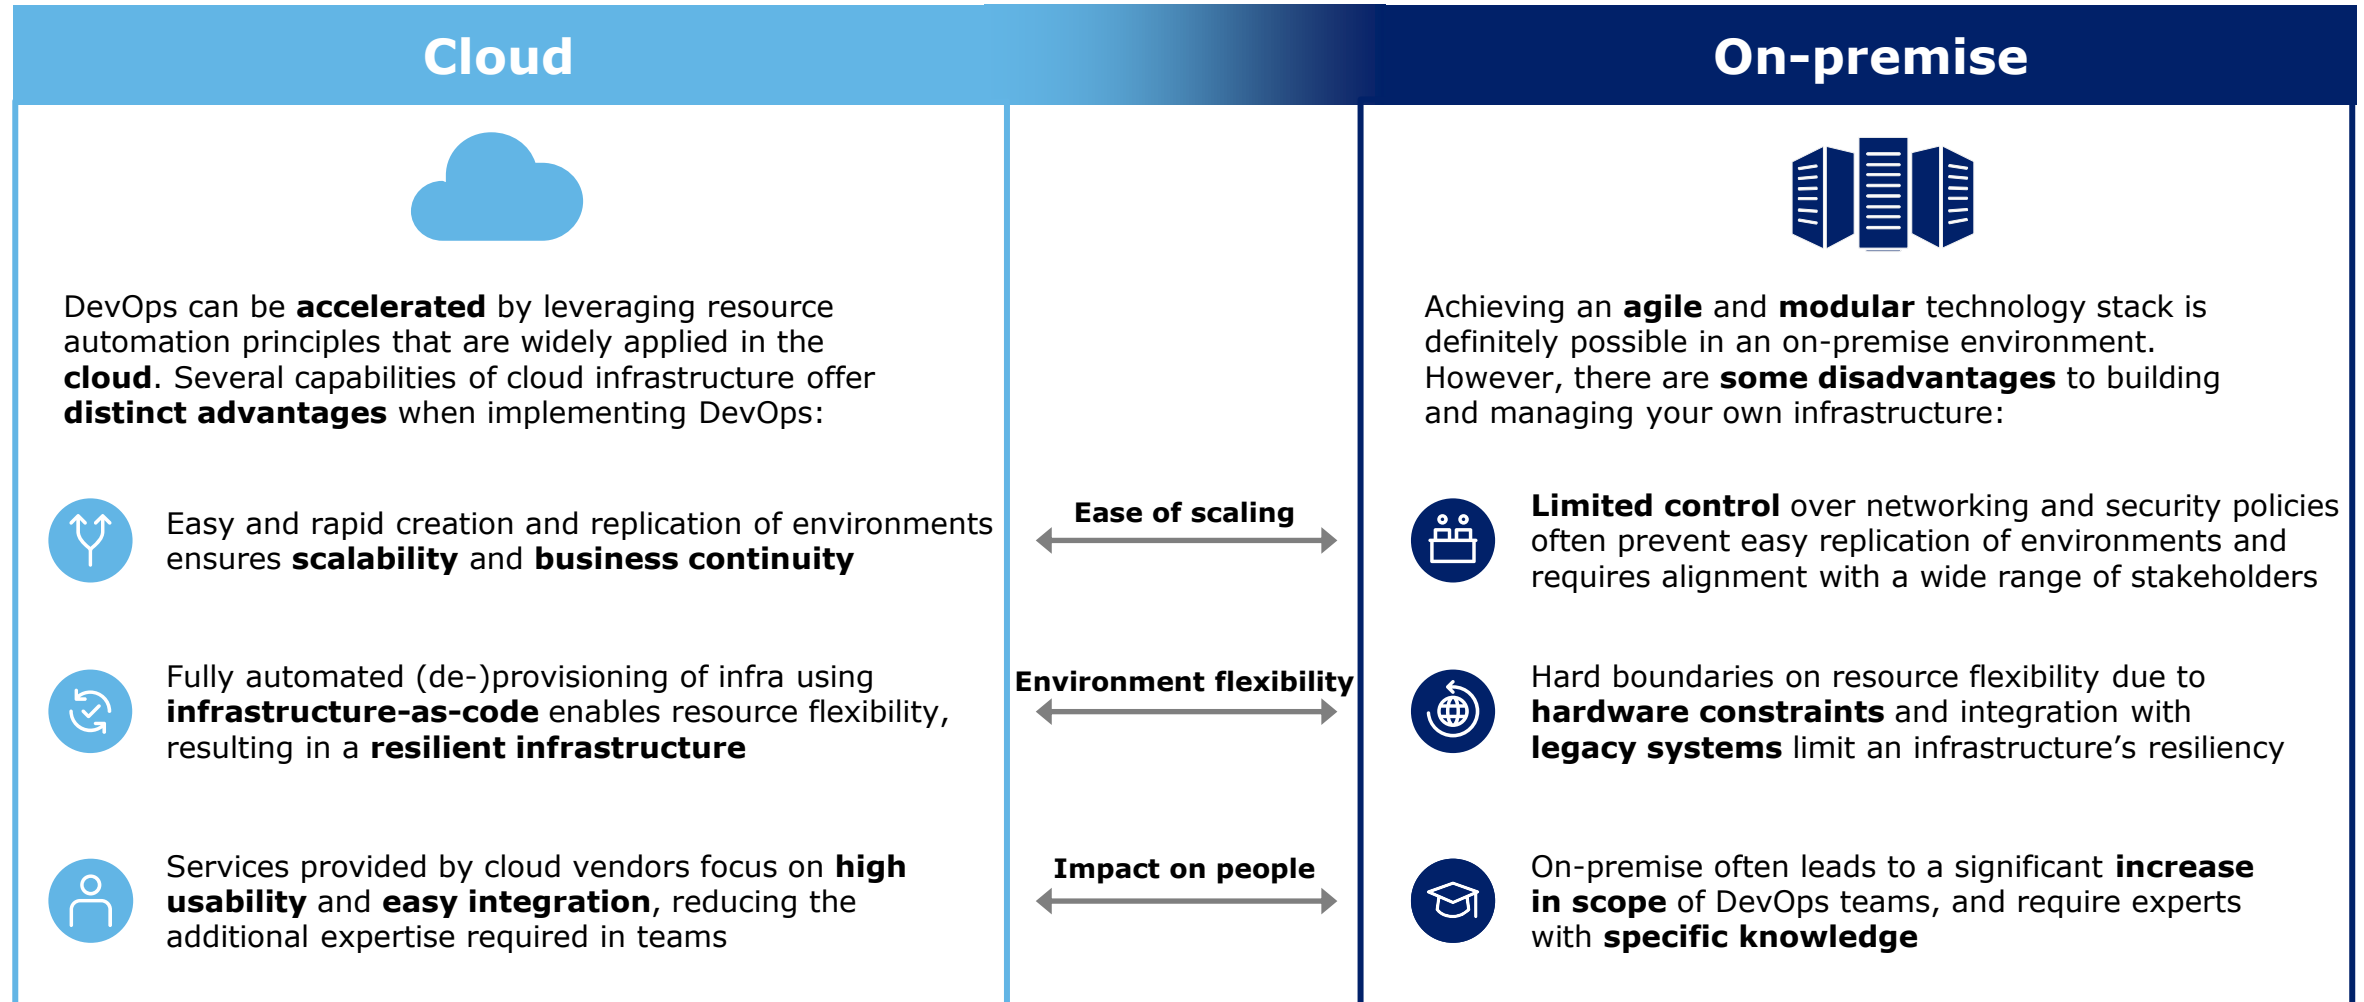 Cloud
On-premise
DevOps can be accelerated by leveraging resource
automation principles that are widely applied in the
cloud. Several capabilities of cloud infrastructure offer
distinct advantages when implementing DevOps:
Achieving an agile and modular technology stack is
definitely possible in an on-premise environment.
However, there are some disadvantages to building
and managing your own infrastructure:
Easy and rapid creation and replication of environments
ensures scalability and business continuity
Ease of scaling
Limited control over networking and security policies
often prevent easy replication of environments and
requires alignment with a wide range of stakeholders
Fully automated (de-)provisioning of infra using
infrastructure-as-code enables resource flexibility,
resulting in a resilient infrastructure
Environment flexibility
Hard boundaries on resource flexibility due to
hardware constraints and integration with
legacy systems limit an infrastructure’s resiliency
Services provided by cloud vendors focus on high
usability and easy integration, reducing the
additional expertise required in teams
Impact on people
On-premise often leads to a significant increase
in scope of DevOps teams, and require experts
with specific knowledge